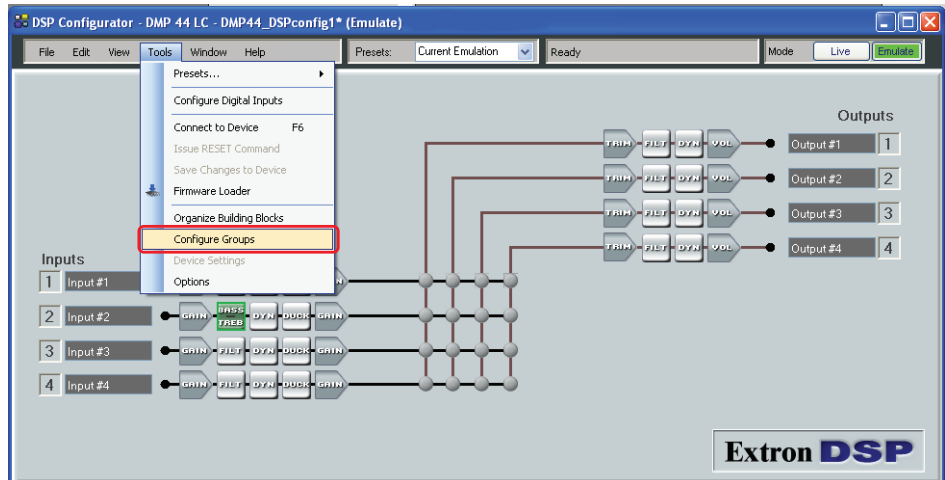 DSP Configurator - DMP 44 LC - DMP44_DSPconfig1* (Emulate)
File Edit View Tools Window Help Presets: Current Emulation Ready Mode Live Emulate
Presets...
Configure Digital Inputs
Connect to Device F6
Issue RESET Command
Save Changes to Device
Firmware Loader
Organize Building Blocks
Configure Groups
Device Settings
Options
Outputs
TRIM FILT DYN VOL Output #1 1
TRIM FILT DYN VOL Output #2 2
TRIM FILT DYN VOL Output #3 3
TRIM FILT DYN VOL Output #4 4
Inputs
1 Input #1
2 Input #2 GAIN BASS TREB DYN DUCK GAIN
3 Input #3 GAIN FILT DYN DUCK GAIN
4 Input #4 GAIN FILT DYN DUCK GAIN
Extron DSP